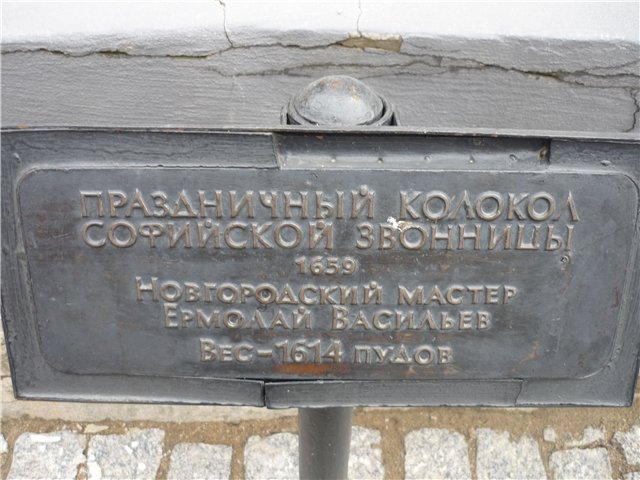 ПРАЗДНИЧНЫЙ КОЛОКОЛ
СОФИЙСКОЙ ЗВОННИЦЫ
1659
НОВГОРОДСКИЙ МАСТЕР
ЕРМОЛАЙ ВАСИЛЬЕВ
ВЕС-1614 ПУДОВ